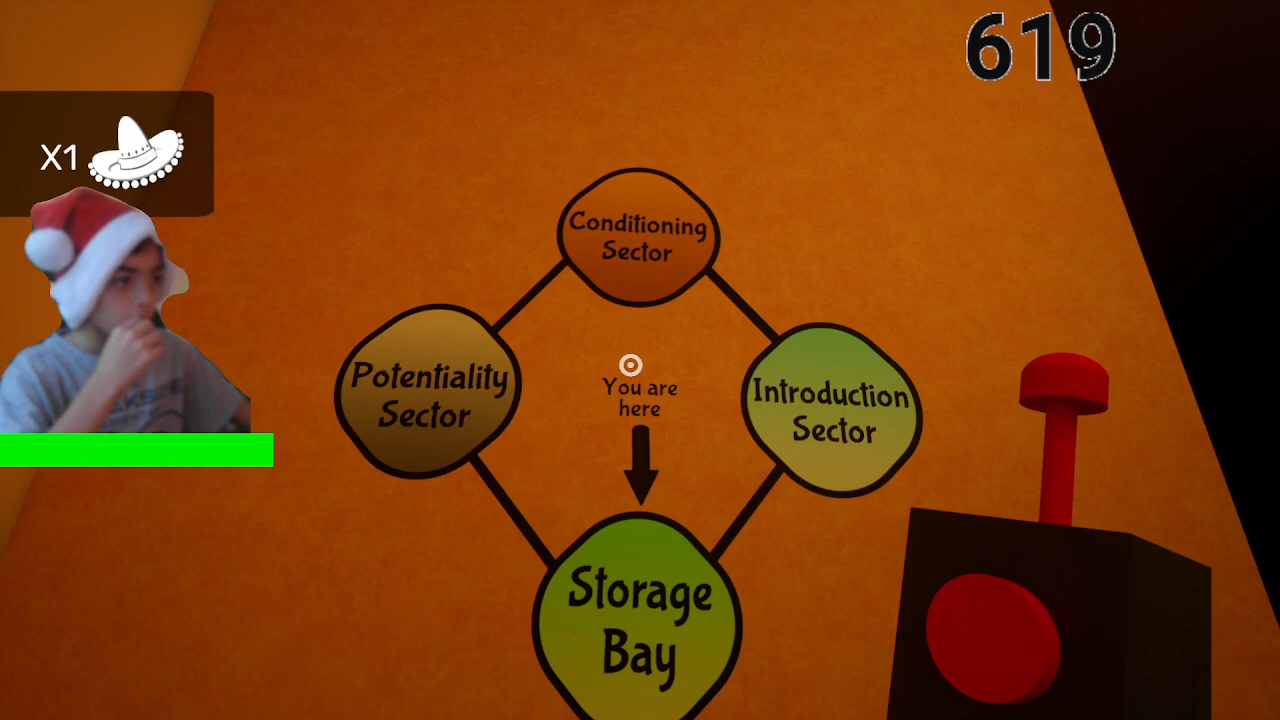 619
X1
Conditioning
Sector
Potentiality
Sector
You are
here
Introduction
Sector
Storage
Bay